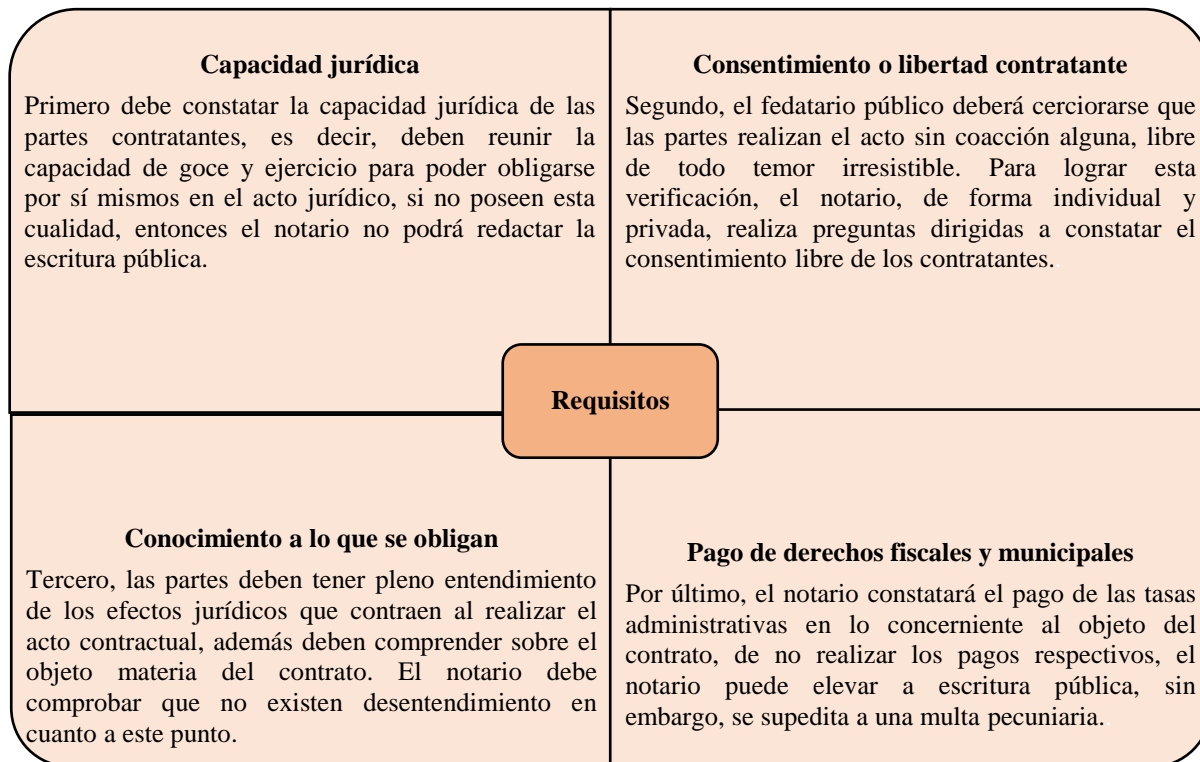 Capacidad jurídica
Primero debe constatar la capacidad jurídica de las
partes contratantes, es decir, deben reunir la
capacidad de goce y ejercicio para poder obligarse
por sí mismos en el acto jurídico, si no poseen esta
cualidad, entonces el notario no podrá redactar la
escritura pública.
Consentimiento o libertad contratante
Segundo, el fedatario público deberá cerciorarse que
las partes realizan el acto sin coacción alguna, libre
de todo temor irresistible. Para lograr esta
verificación, el notario, de forma individual y
privada, realiza preguntas dirigidas a constatar el
consentimiento libre de los contratantes.
Requisitos
Conocimiento a lo que se obligan
Tercero, las partes deben tener pleno entendimiento
de los efectos jurídicos que contraen al realizar el
acto contractual, además deben comprender sobre el
objeto materia del contrato. El notario debe
comprobar que no existen desentendimiento en
cuanto a este punto.
Pago de derechos fiscales y municipales
Por último, el notario constatará el pago de las tasas
administrativas en lo concerniente al objeto del
contrato, de no realizar los pagos respectivos, el
notario puede elevar a escritura pública, sin
embargo, se supedita a una multa pecuniaria.